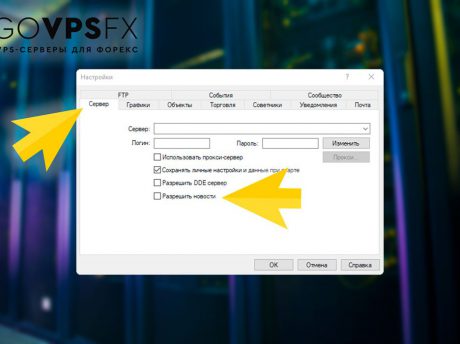 GOVPSFX
VPS-СЕРВЕРЫ ДЛЯ ФОРЕКС
Настройки
? ×
FTP События Сообщество
Сервер Графики Объекты Торговля Советники Уведомления Почта
Сервер:
Логин: Пароль: Изменить
Использовать прокси-сервер Прокси...
Сохранять личные настройки и данные при старте
Разрешить DDE сервер
Разрешить новости
OK Отмена Справка